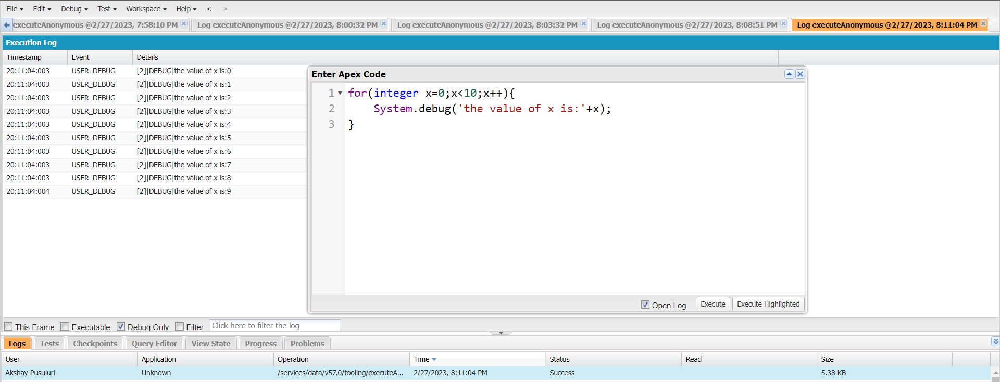 File Edit Debug Test Workspace Help < >
executeAnonymous @2/27/2023, 7:58:10 PM Log executeAnonymous @2/27/2023, 8:00:32 PM Log executeAnonymous @2/27/2023, 8:03:32 PM Log executeAnonymous @2/27/2023, 8:08:51 PM Log executeAnonymous @2/27/2023, 8:11:04 PM
Execution Log
Timestamp Event Details
20:11:04:003 USER_DEBUG [2]|DEBUG|the value of x is:0
20:11:04:003 USER_DEBUG [2]|DEBUG|the value of x is:1
20:11:04:003 USER_DEBUG [2]|DEBUG|the value of x is:2
20:11:04:003 USER_DEBUG [2]|DEBUG|the value of x is:3
20:11:04:003 USER_DEBUG [2]|DEBUG|the value of x is:4
20:11:04:003 USER_DEBUG [2]|DEBUG|the value of x is:5
20:11:04:003 USER_DEBUG [2]|DEBUG|the value of x is:6
20:11:04:003 USER_DEBUG [2]|DEBUG|the value of x is:7
20:11:04:003 USER_DEBUG [2]|DEBUG|the value of x is:8
20:11:04:004 USER_DEBUG [2]|DEBUG|the value of x is:9
Enter Apex Code
1 for(integer x=0;x<10;x++){
2 System.debug('the value of x is:'+x);
3 }
Open Log Execute Execute Highlighted
This Frame Executable Debug Only Filter Click here to filter the log
Logs Tests Checkpoints Query Editor View State Progress Problems
User Application Operation Time Status Read Size
Akshay Pusuluri Unknown /services/data/v57.0/tooling/executeA... 2/27/2023, 8:11:04 PM Success 5.38 KB